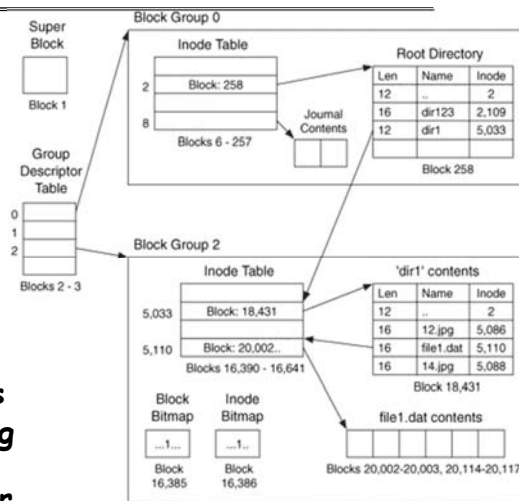 Block Group 0
Super
Block
Block 1
Inode Table
2
Block: 258
8
Blocks 6 - 257
Journal
Contents
Root Directory
Len Name Inode
12 .. 2
16 dir123 2,109
12 dir1 5,033
Block 258
Group
Descriptor
Table
0
1
2
Blocks 2 - 3
Block Group 2
Inode Table
5,033 Block: 18,431
5,110 Block: 20,002..
Blocks 16,390 - 16,641
'dir1' contents
Len Name Inode
12 .. 2
16 12.jpg 5,086
16 file1.dat 5,110
16 14.jpg 5,088
Block 18,431
Block
Bitmap
...1...
Block
16,385
Inode
Bitmap
...1..
Block
16,386
file1.dat contents
Blocks 20,002-20,003, 20,114-20,117